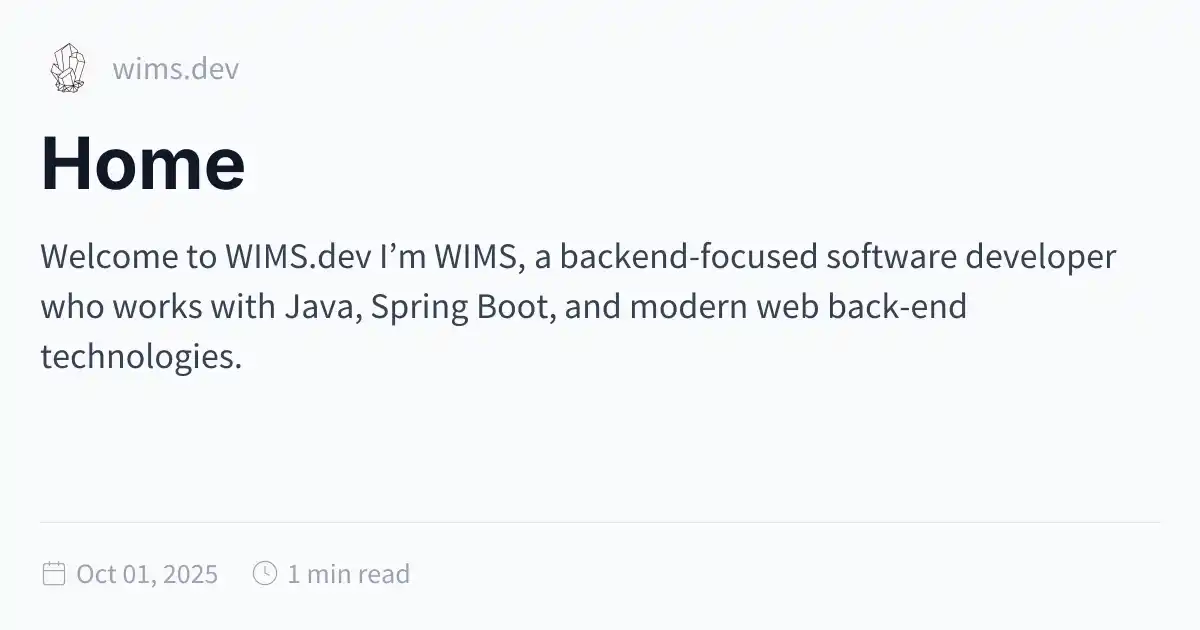 wims.dev
Home
Welcome to WIMS.dev I’m WIMS, a backend-focused software developer
who works with Java, Spring Boot, and modern web back-end
technologies.
Oct 01, 2025 1 min read